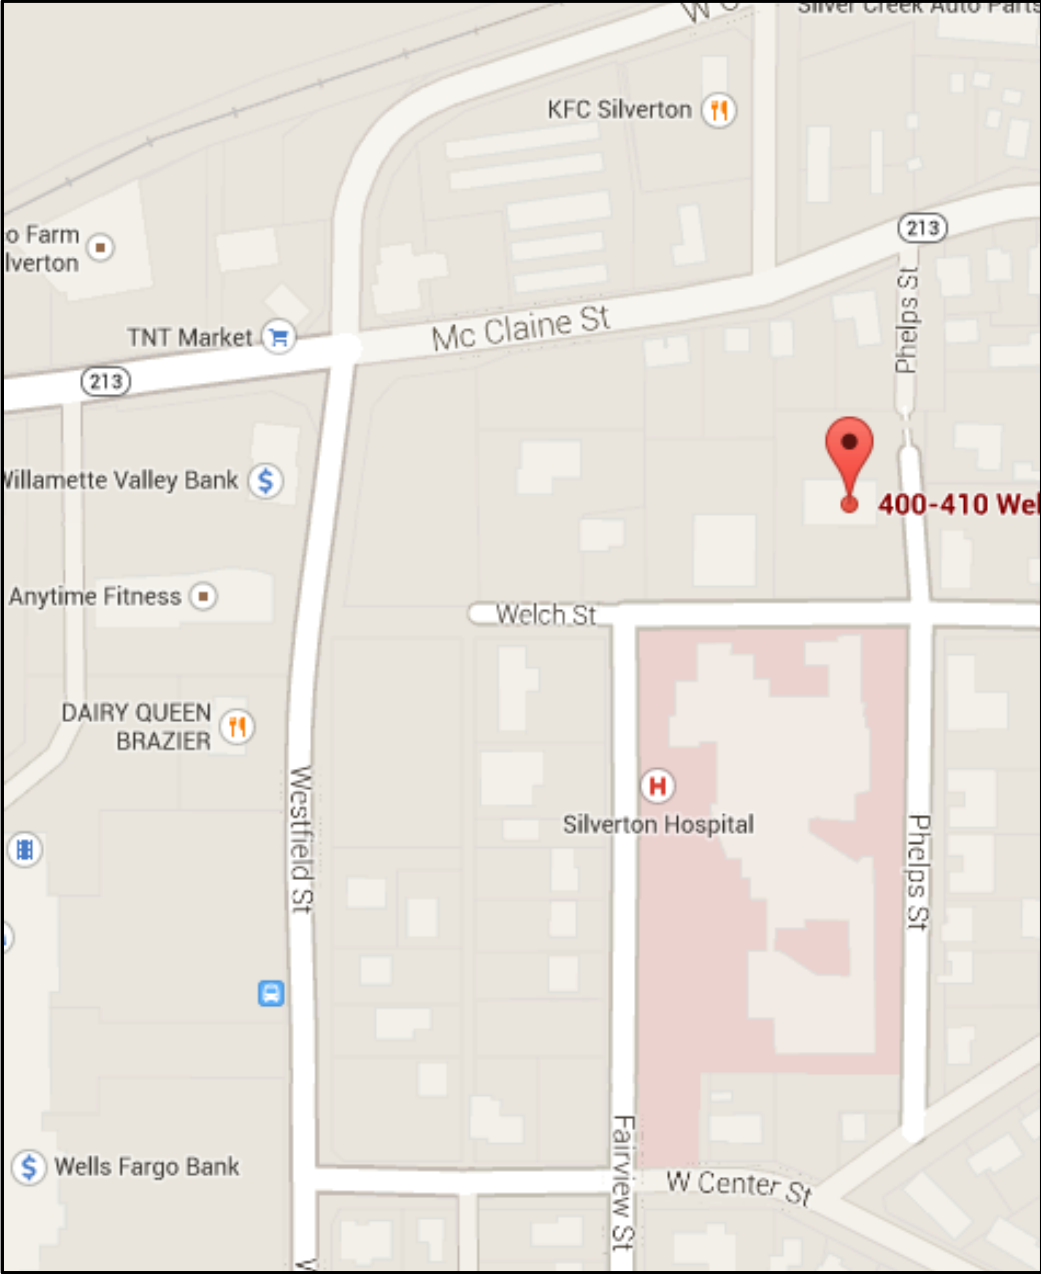 W
Silver Creek Auto Parts
KFC Silverton
213
o Farm
lverton
Phelps St
TNT Market
Mc Claine St
213
Willamette Valley Bank
$
400-410 Wel
Anytime Fitness
Welch St
DAIRY QUEEN
BRAZIER
Westfield St
H
Silverton Hospital
Phelps St
Fairview St
$
Wells Fargo Bank
W Center St
W